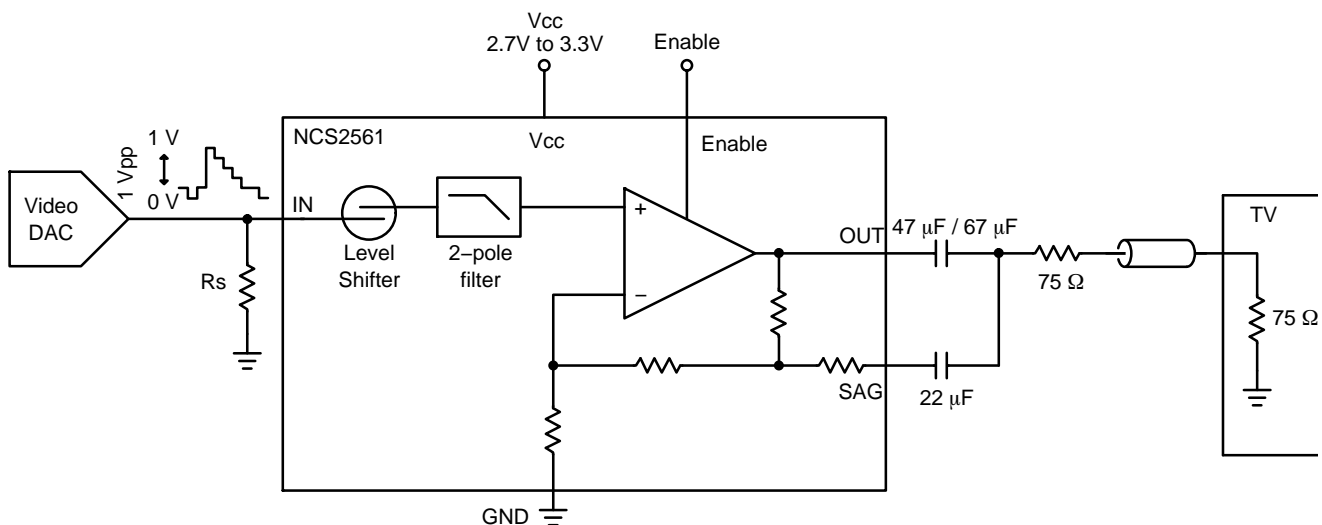 Vcc
2.7V to 3.3V
Enable
NCS2561
Vcc
Enable
1 Vpp
1 V
0 V
Video
DAC
IN
Level
Shifter
2−pole
filter
+
−
OUT
47 μF / 67 μF
75 Ω
TV
75 Ω
Rs
SAG
22 μF
GND